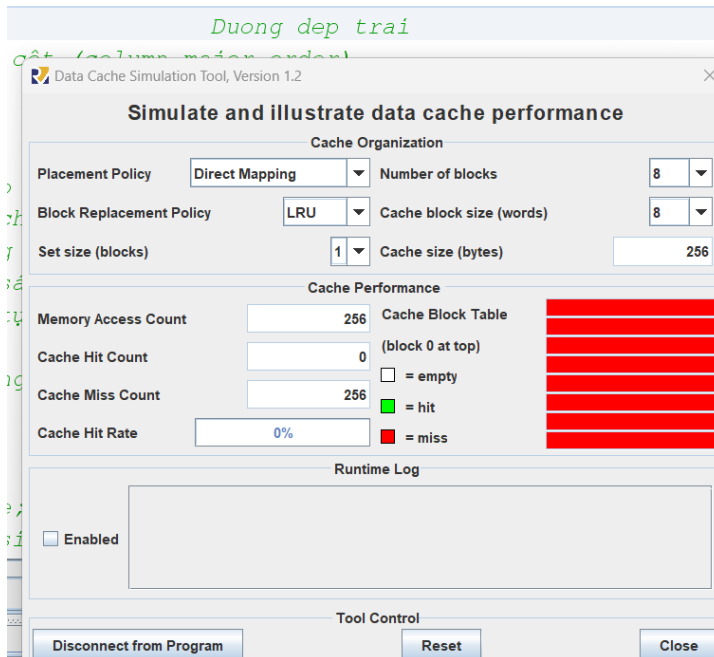 Duong dep trai
cột (column major order)
Data Cache Simulation Tool, Version 1.2
Simulate and illustrate data cache performance
Cache Organization
Placement Policy Direct Mapping Number of blocks 8
Block Replacement Policy LRU Cache block size (words) 8
Set size (blocks) 1 Cache size (bytes) 256
Cache Performance
Memory Access Count 256 Cache Block Table
(block 0 at top)
Cache Hit Count 0
= empty
Cache Miss Count 256
= hit
Cache Hit Rate 0%
= miss
Runtime Log
Enabled
Tool Control
Disconnect from Program Reset Close